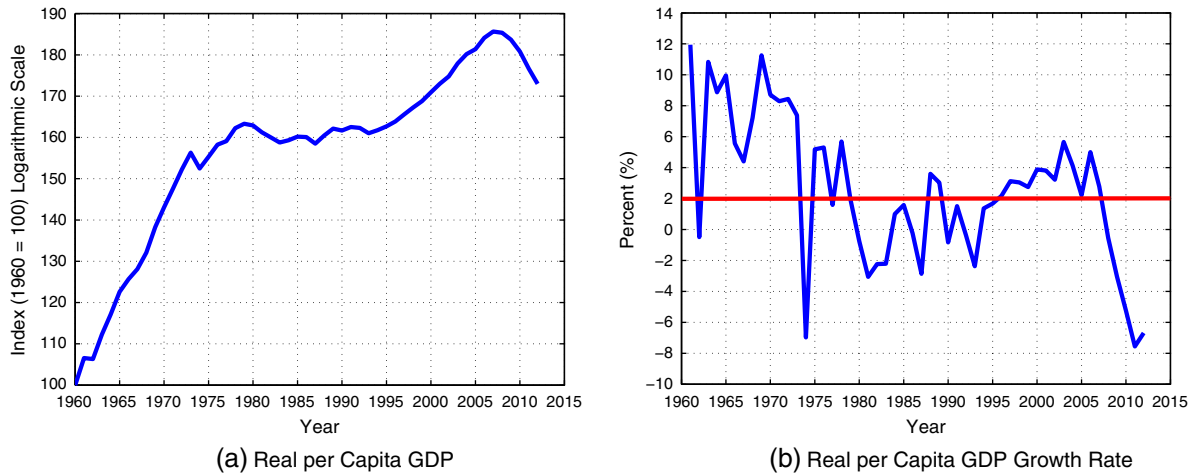 Index (1960 = 100) Logarithmic Scale
190
180
170
160
150
140
130
120
110
100
1960 1965 1970 1975 1980 1985 1990 1995 2000 2005 2010 2015
Year
(a) Real per Capita GDP
Percent (%)
14
12
10
8
6
4
2
0
−2
−4
−6
−8
−10
1960 1965 1970 1975 1980 1985 1990 1995 2000 2005 2010 2015
Year
(b) Real per Capita GDP Growth Rate